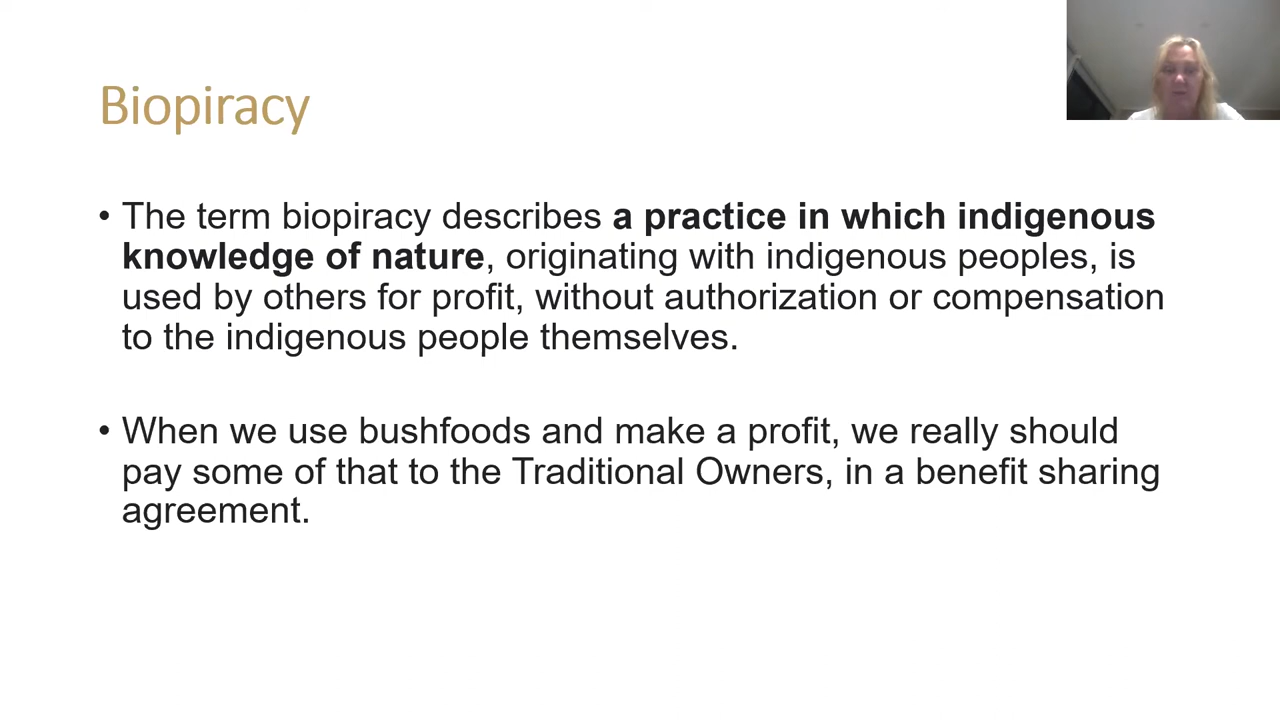 Biopiracy
• The term biopiracy describes a practice in which indigenous
knowledge of nature, originating with indigenous peoples, is
used by others for profit, without authorization or compensation
to the indigenous people themselves.
• When we use bushfoods and make a profit, we really should
pay some of that to the Traditional Owners, in a benefit sharing
agreement.